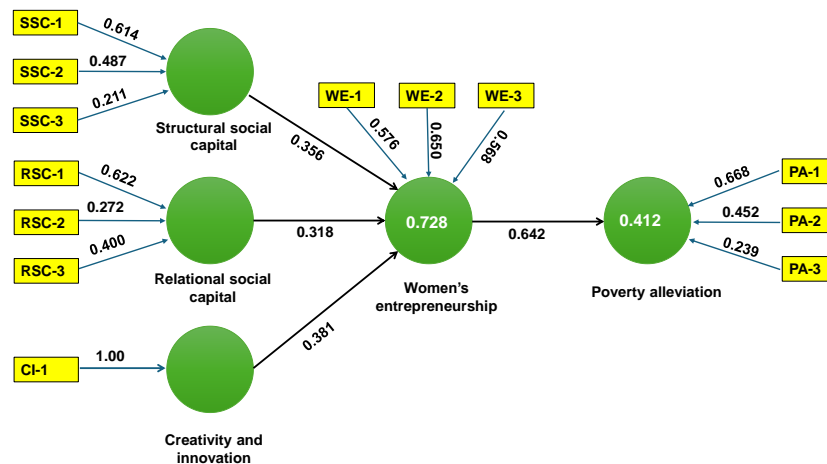 SSC-1
0.614
SSC-2
0.487
SSC-3
0.211
Structural social
capital
0.356
WE-1
WE-2
WE-3
0.576
0.650
0.568
RSC-1
0.622
RSC-2
0.272
RSC-3
0.400
Relational social
capital
0.318
0.728
Women's
entrepreneurship
0.642
0.412
Poverty alleviation
PA-1
0.668
PA-2
0.452
PA-3
0.239
CI-1
1.00
0.381
Creativity and
innovation